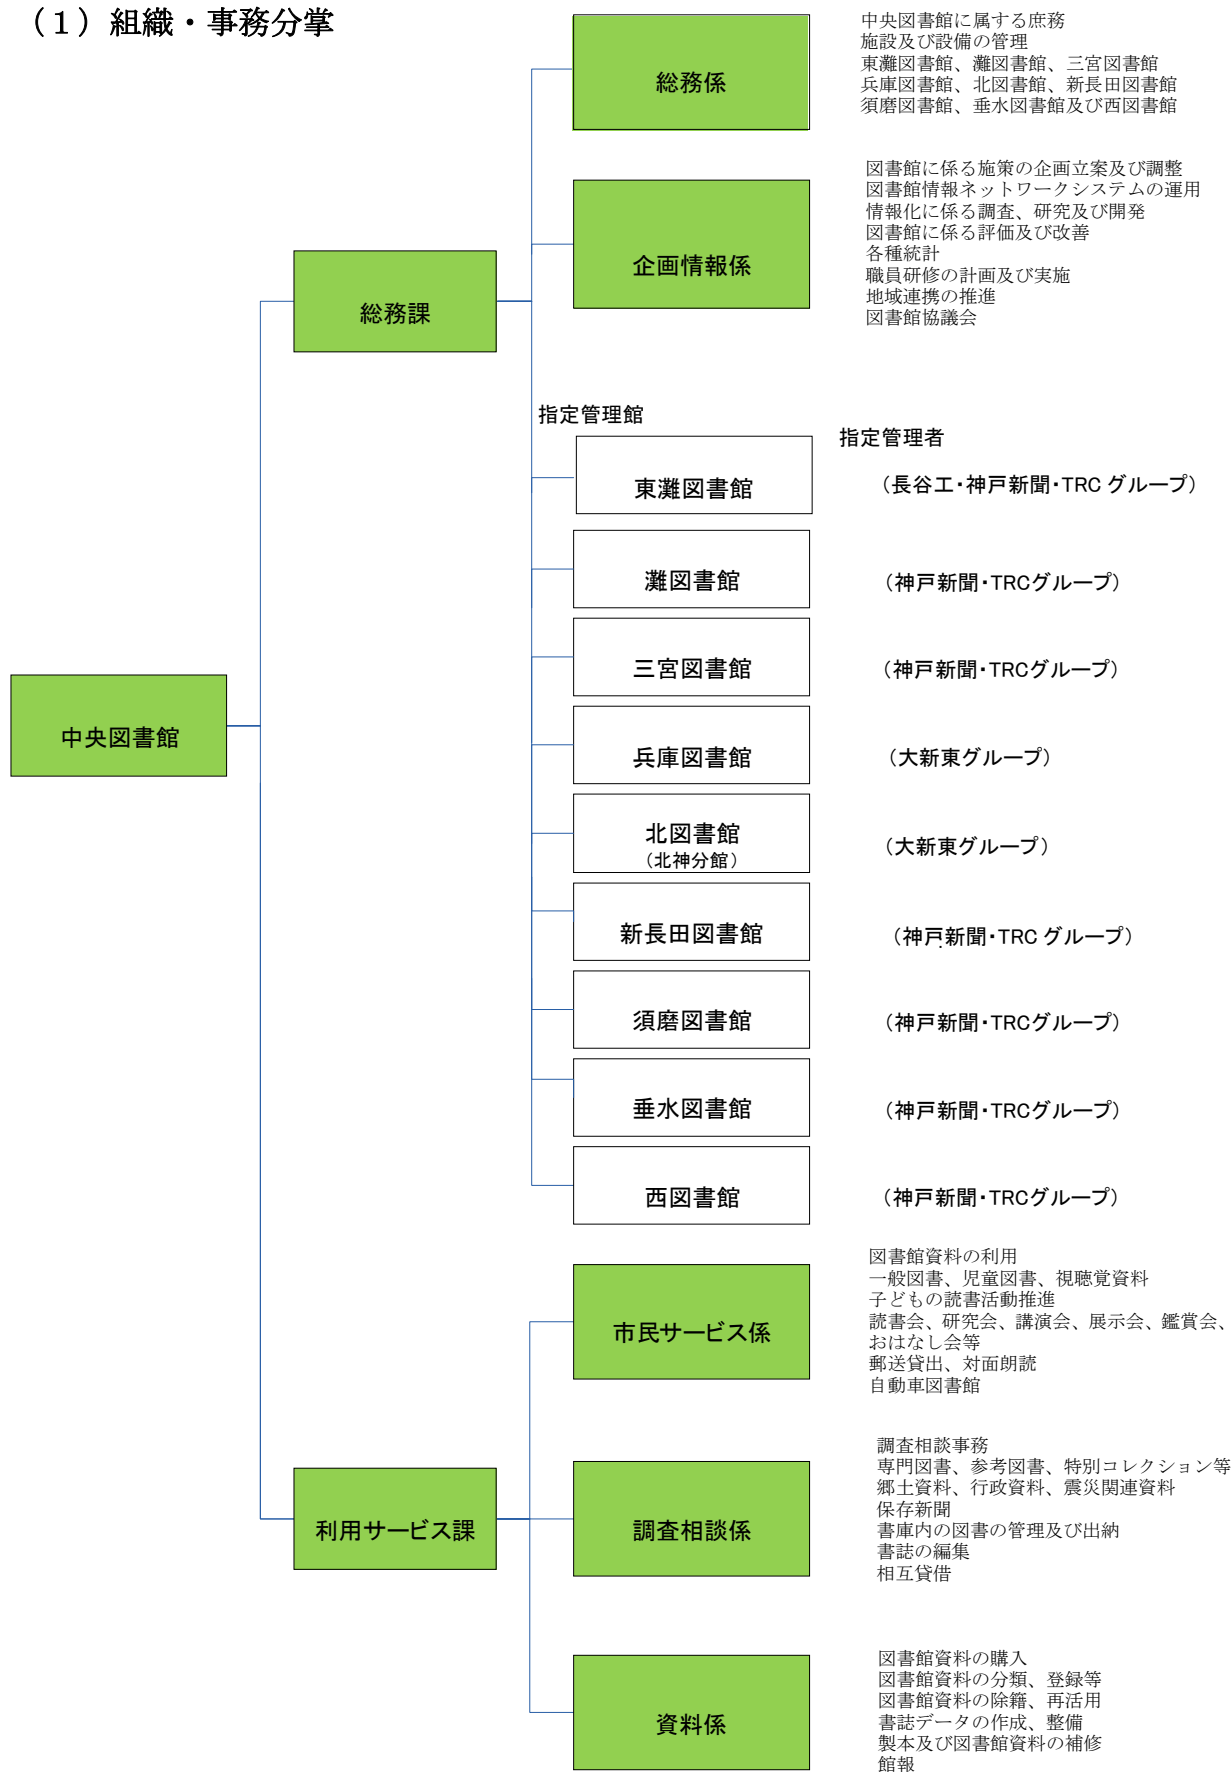 （１）組織・事務分掌
総務係
中央図書館に属する庶務
施設及び設備の管理
東灘図書館、灘図書館、三宮図書館
兵庫図書館、北図書館、新長田図書館
須磨図書館、垂水図書館及び西図書館
企画情報係
図書館に係る施策の企画立案及び調整
図書館情報ネットワークシステムの運用
情報化に係る調査、研究及び開発
図書館に係る評価及び改善
各種統計
職員研修の計画及び実施
地域連携の推進
図書館協議会
総務課
指定管理館
指定管理者
東灘図書館
（長谷工・神戸新聞・TRC グループ）
灘図書館
（神戸新聞・TRCグループ）
三宮図書館
（神戸新聞・TRCグループ）
中央図書館
兵庫図書館
（大新東グループ）
北図書館
（北神分館）
（大新東グループ）
新長田図書館
（神戸新聞・TRC グループ）
須磨図書館
（神戸新聞・TRCグループ）
垂水図書館
（神戸新聞・TRCグループ）
西図書館
（神戸新聞・TRCグループ）
市民サービス係
図書館資料の利用
一般図書、児童図書、視聴覚資料
子どもの読書活動推進
読書会、研究会、講演会、展示会、鑑賞会、
おはなし会等
郵送貸出、対面朗読
自動車図書館
利用サービス課
調査相談係
調査相談事務
専門図書、参考図書、特別コレクション等
郷土資料、行政資料、震災関連資料
保存新聞
書庫内の図書の管理及び出納
書誌の編集
相互貸借
資料係
図書館資料の購入
図書館資料の分類、登録等
図書館資料の除籍、再活用
書誌データの作成、整備
製本及び図書館資料の補修
館報